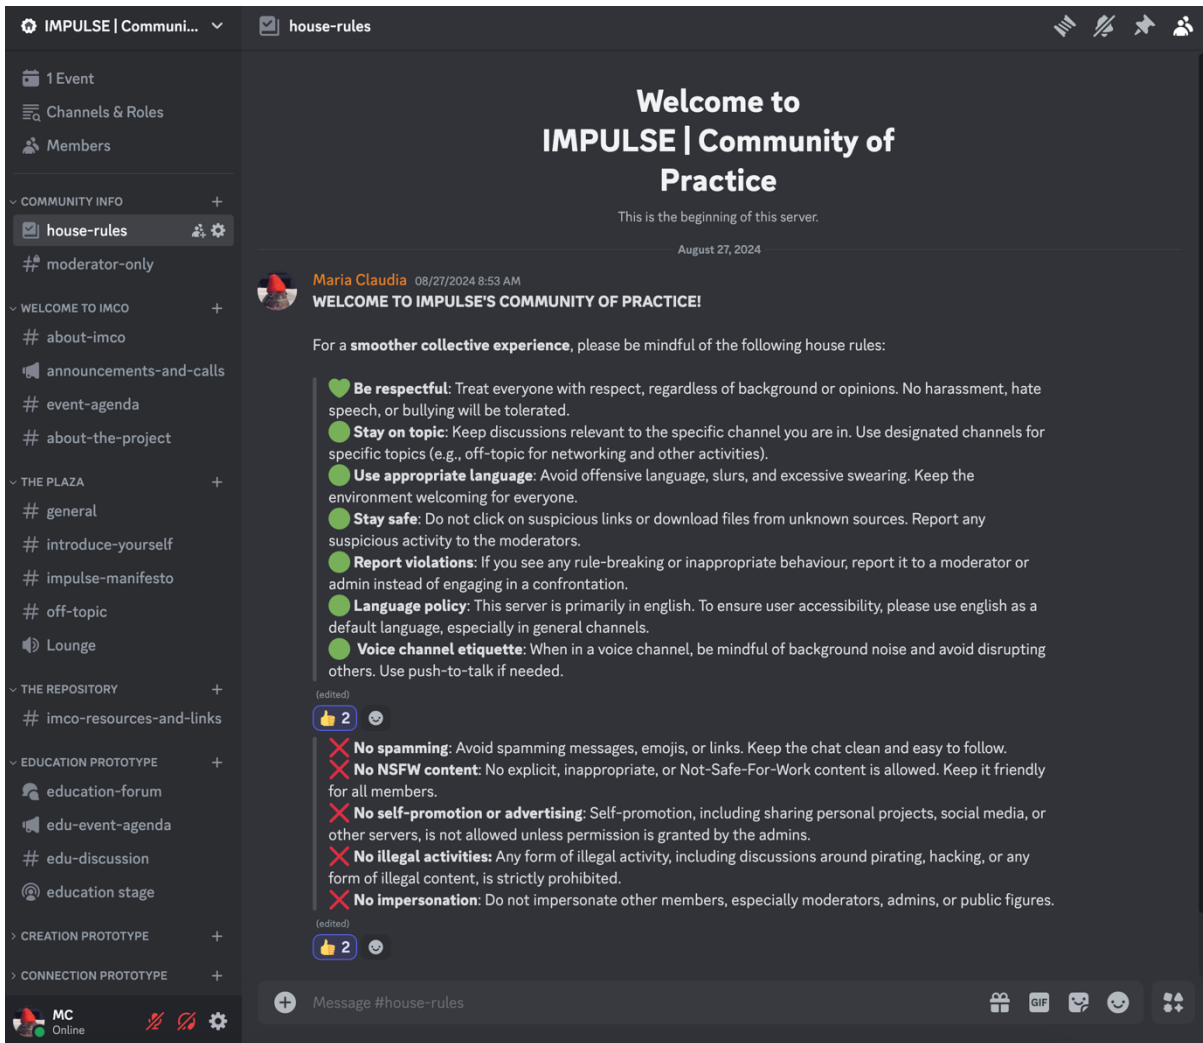 IMPULSE | Communi...
1 Event
Channels & Roles
Members
COMMUNITY INFO
house-rules
moderator-only
WELCOME TO IMCO
about-imco
announcements-and-calls
event-agenda
about-the-project
THE PLAZA
general
introduce-yourself
impulse-manifesto
off-topic
Lounge
THE REPOSITORY
imco-resources-and-links
EDUCATION PROTOTYPE
education-forum
edu-event-agenda
edu-discussion
education stage
CREATION PROTOTYPE
CONNECTION PROTOTYPE
MC
Online
house-rules
Welcome to
IMPULSE | Community of
Practice
This is the beginning of this server.
August 27, 2024
Maria Claudia 08/27/2024 8:53 AM
WELCOME TO IMPULSE'S COMMUNITY OF PRACTICE!
For a smoother collective experience, please be mindful of the following house rules:
💚 Be respectful: Treat everyone with respect, regardless of background or opinions. No harassment, hate
speech, or bullying will be tolerated.
🟢 Stay on topic: Keep discussions relevant to the specific channel you are in. Use designated channels for
specific topics (e.g., off-topic for networking and other activities).
🟢 Use appropriate language: Avoid offensive language, slurs, and excessive swearing. Keep the
environment welcoming for everyone.
🟢 Stay safe: Do not click on suspicious links or download files from unknown sources. Report any
suspicious activity to the moderators.
🟢 Report violations: If you see any rule-breaking or inappropriate behaviour, report it to a moderator or
admin instead of engaging in a confrontation.
🟢 Language policy: This server is primarily in english. To ensure user accessibility, please use english as a
default language, especially in general channels.
🟢 Voice channel etiquette: When in a voice channel, be mindful of background noise and avoid disrupting
others. Use push-to-talk if needed.
(edited)
👍 2
❌ No spamming: Avoid spamming messages, emojis, or links. Keep the chat clean and easy to follow.
❌ No NSFW content: No explicit, inappropriate, or Not-Safe-For-Work content is allowed. Keep it friendly
for all members.
❌ No self-promotion or advertising: Self-promotion, including sharing personal projects, social media, or
other servers, is not allowed unless permission is granted by the admins.
❌ No illegal activities: Any form of illegal activity, including discussions around pirating, hacking, or any
form of illegal content, is strictly prohibited.
❌ No impersonation: Do not impersonate other members, especially moderators, admins, or public figures.
(edited)
👍 2
Message #house-rules
GIF